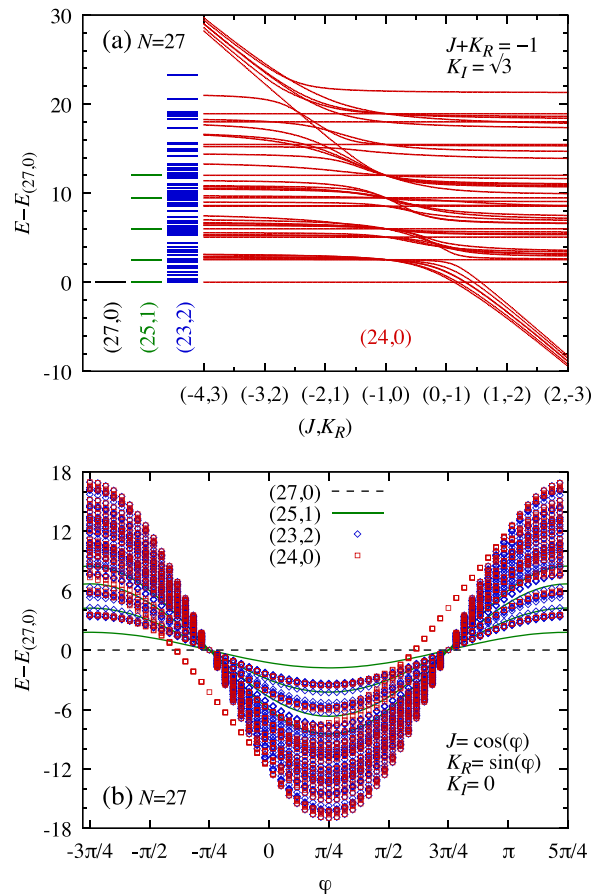 (a) N=27
J+K_R = −1
K_I = √3
30
20
10
0
-10
E−E_(27,0)
(27,0)
(25,1)
(23,2)
(24,0)
(-4,3) (-3,2) (-2,1) (-1,0) (0,-1) (1,-2) (2,-3)
(J,K_R)
18
12
6
0
-6
-12
-18
E−E_(27,0)
(27,0)
(25,1)
(23,2)
(24,0)
J= cos(φ)
K_R= sin(φ)
K_I= 0
(b) N=27
-3π/4 -π/2 -π/4 0 π/4 π/2 3π/4 π 5π/4
φ